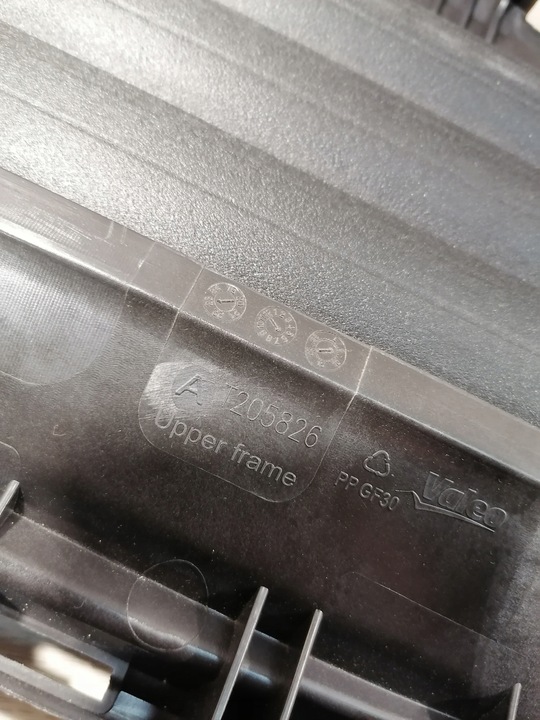 A T205826
Upper frame
PP GF30
Valeo